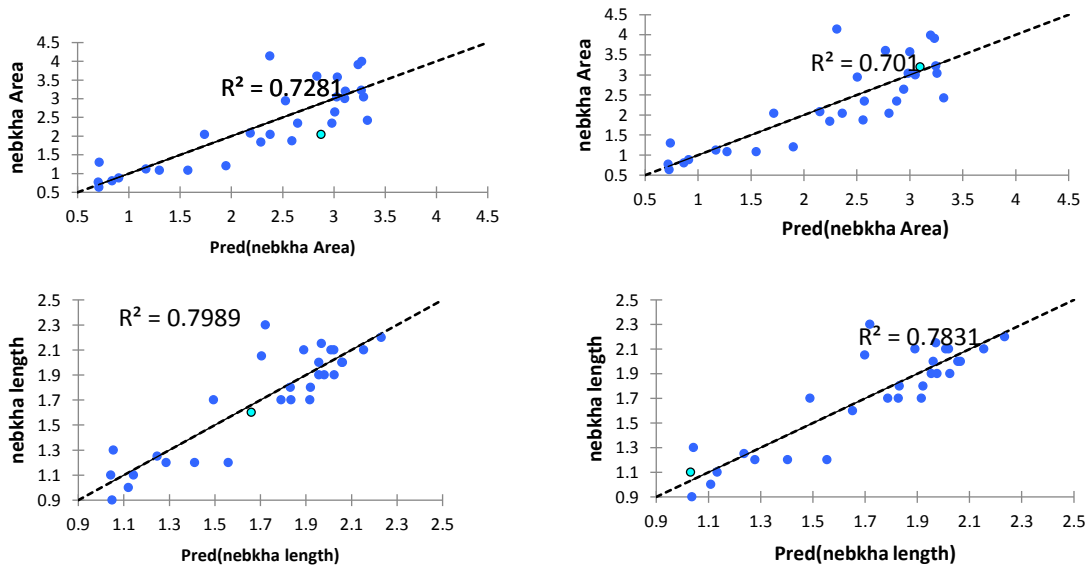 nebkha Area
4.5
4
3.5
3
2.5
2
1.5
1
0.5
R² = 0.7281
0.5 1 1.5 2 2.5 3 3.5 4 4.5
Pred(nebkha Area)
nebkha Area
4.5
4
3.5
3
2.5
2
1.5
1
0.5
R² = 0.701
0.5 1 1.5 2 2.5 3 3.5 4 4.5
Pred(nebkha Area)
nebkha length
2.5
2.3
2.1
1.9
1.7
1.5
1.3
1.1
0.9
R² = 0.7989
0.9 1.1 1.3 1.5 1.7 1.9 2.1 2.3 2.5
Pred(nebkha length)
nebkha length
2.5
2.3
2.1
1.9
1.7
1.5
1.3
1.1
0.9
R² = 0.7831
0.9 1.1 1.3 1.5 1.7 1.9 2.1 2.3 2.5
Pred(nebkha length)